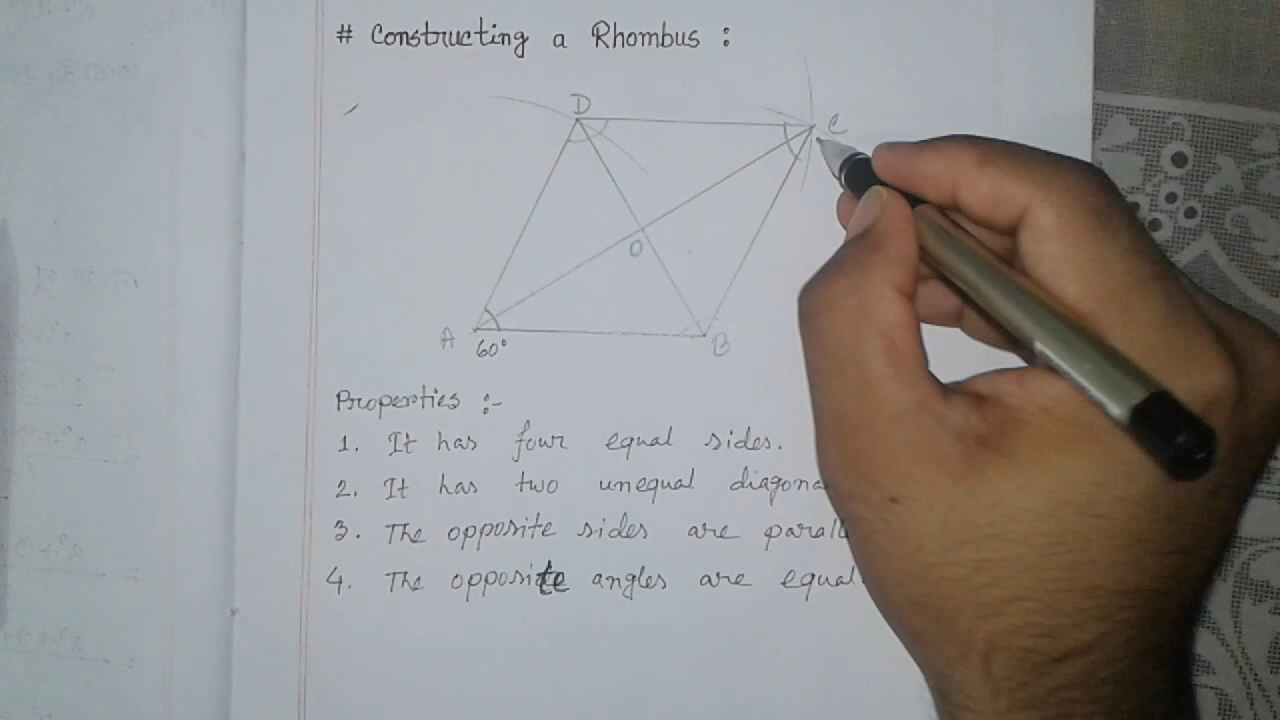 # Constructing a Rhombus :
D
C
O
A
B
60°
Properties :-
1. It has four equal sides.
2. It has two unequal
3. The opposite sides are
4. The opposite angles are equal.